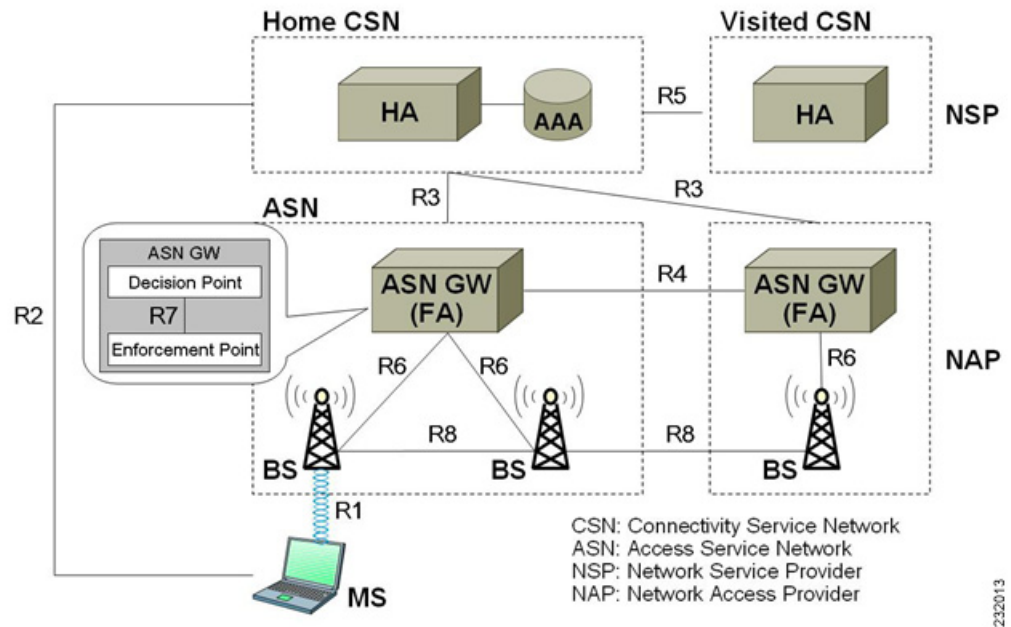 Home CSN
Visited CSN
HA
AAA
R5
HA
NSP
R3
R3
ASN
ASN GW
Decision Point
R7
Enforcement Point
R2
ASN GW
(FA)
R4
ASN GW
(FA)
R6
R6
R6
NAP
R8
R8
BS
BS
BS
R1
MS
CSN: Connectivity Service Network
ASN: Access Service Network
NSP: Network Service Provider
NAP: Network Access Provider
232013